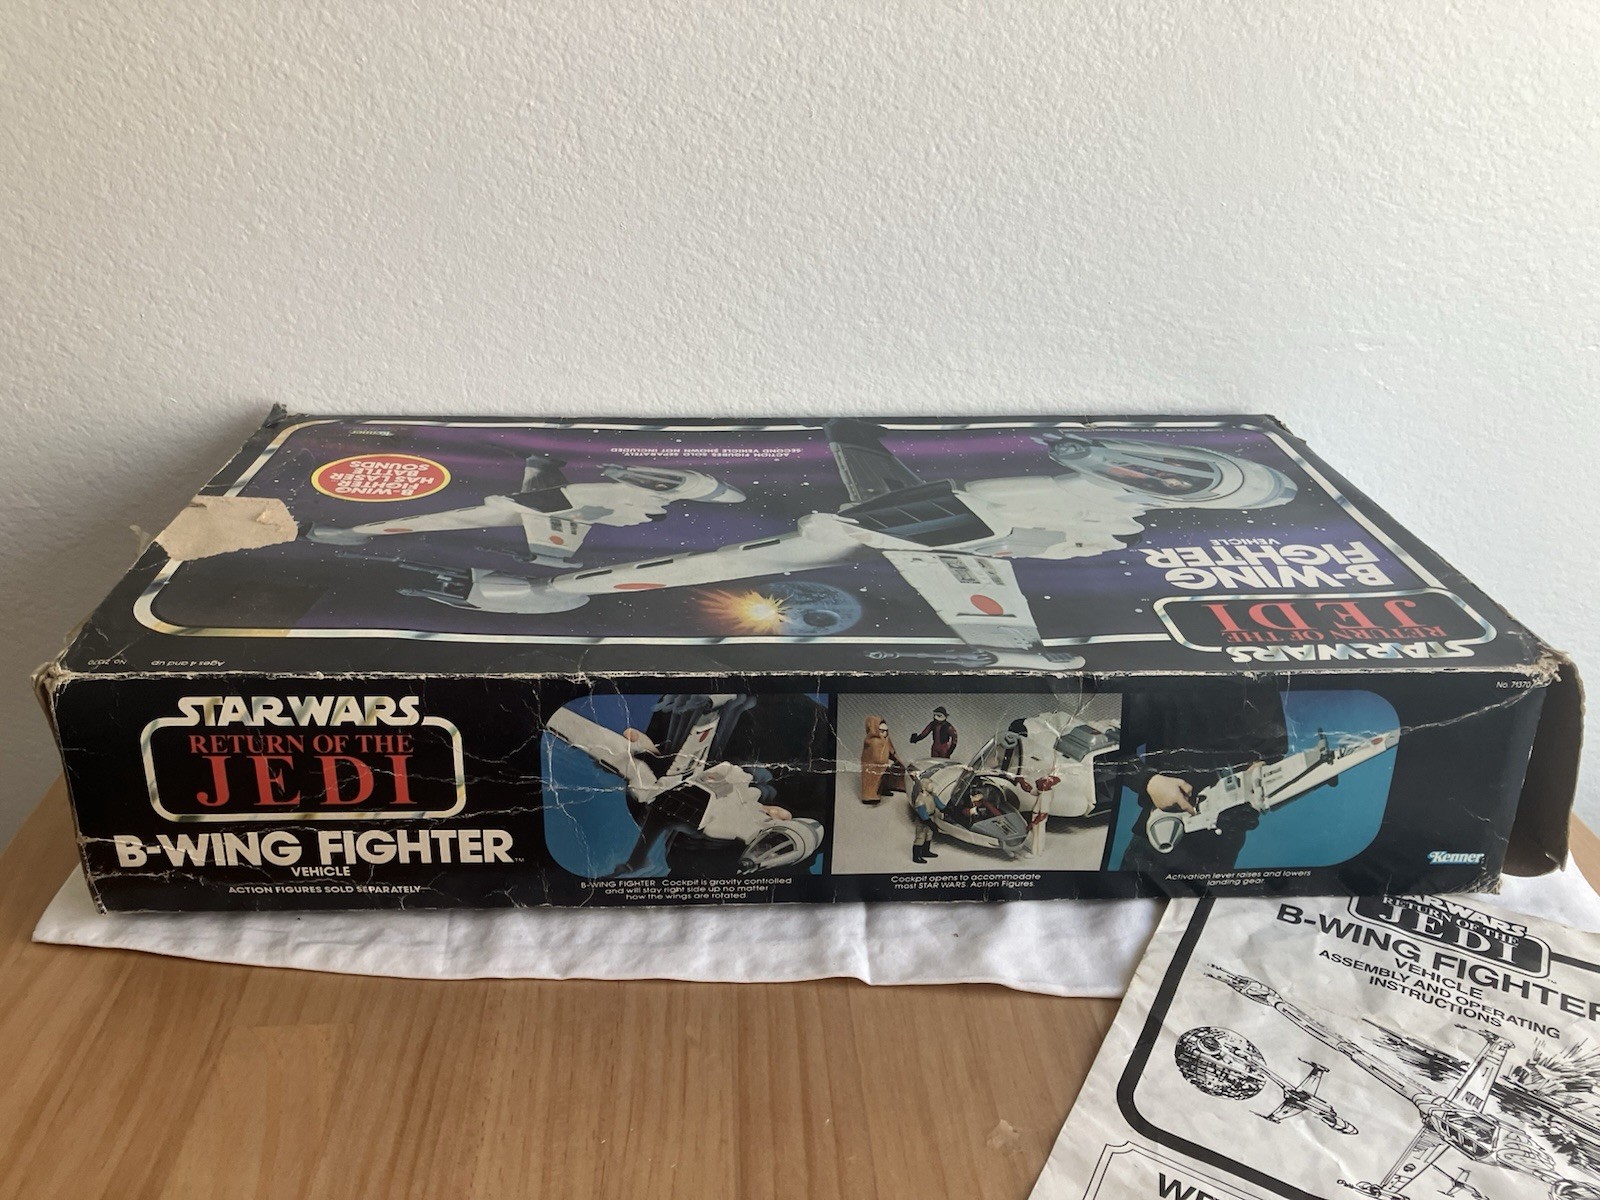 Kenner
B-WING
FIGHTER
HAS LASER
BATTLE
SOUNDS
ACTION FIGURES SOLD SEPARATELY.
SECOND VEHICLE SHOWN NOT INCLUDED
B-WING
FIGHTER
VEHICLE
STAR WARS
RETURN OF THE
JEDI
Ages 4 and up
No. 71370
STAR WARS
RETURN OF THE
JEDI
B-WING FIGHTER™
VEHICLE
ACTION FIGURES SOLD SEPARATELY
B-WING FIGHTER Cockpit is gravity controlled
and will stay right side up no matter
how the wings are rotated.
Cockpit opens to accommodate
most STAR WARS Action Figures.
Activation lever raises and lowers
landing gear
No. 71370
Kenner
STAR WARS
RETURN OF THE
JEDI
B-WING FIGHTER
VEHICLE
ASSEMBLY AND OPERATING
INSTRUCTIONS